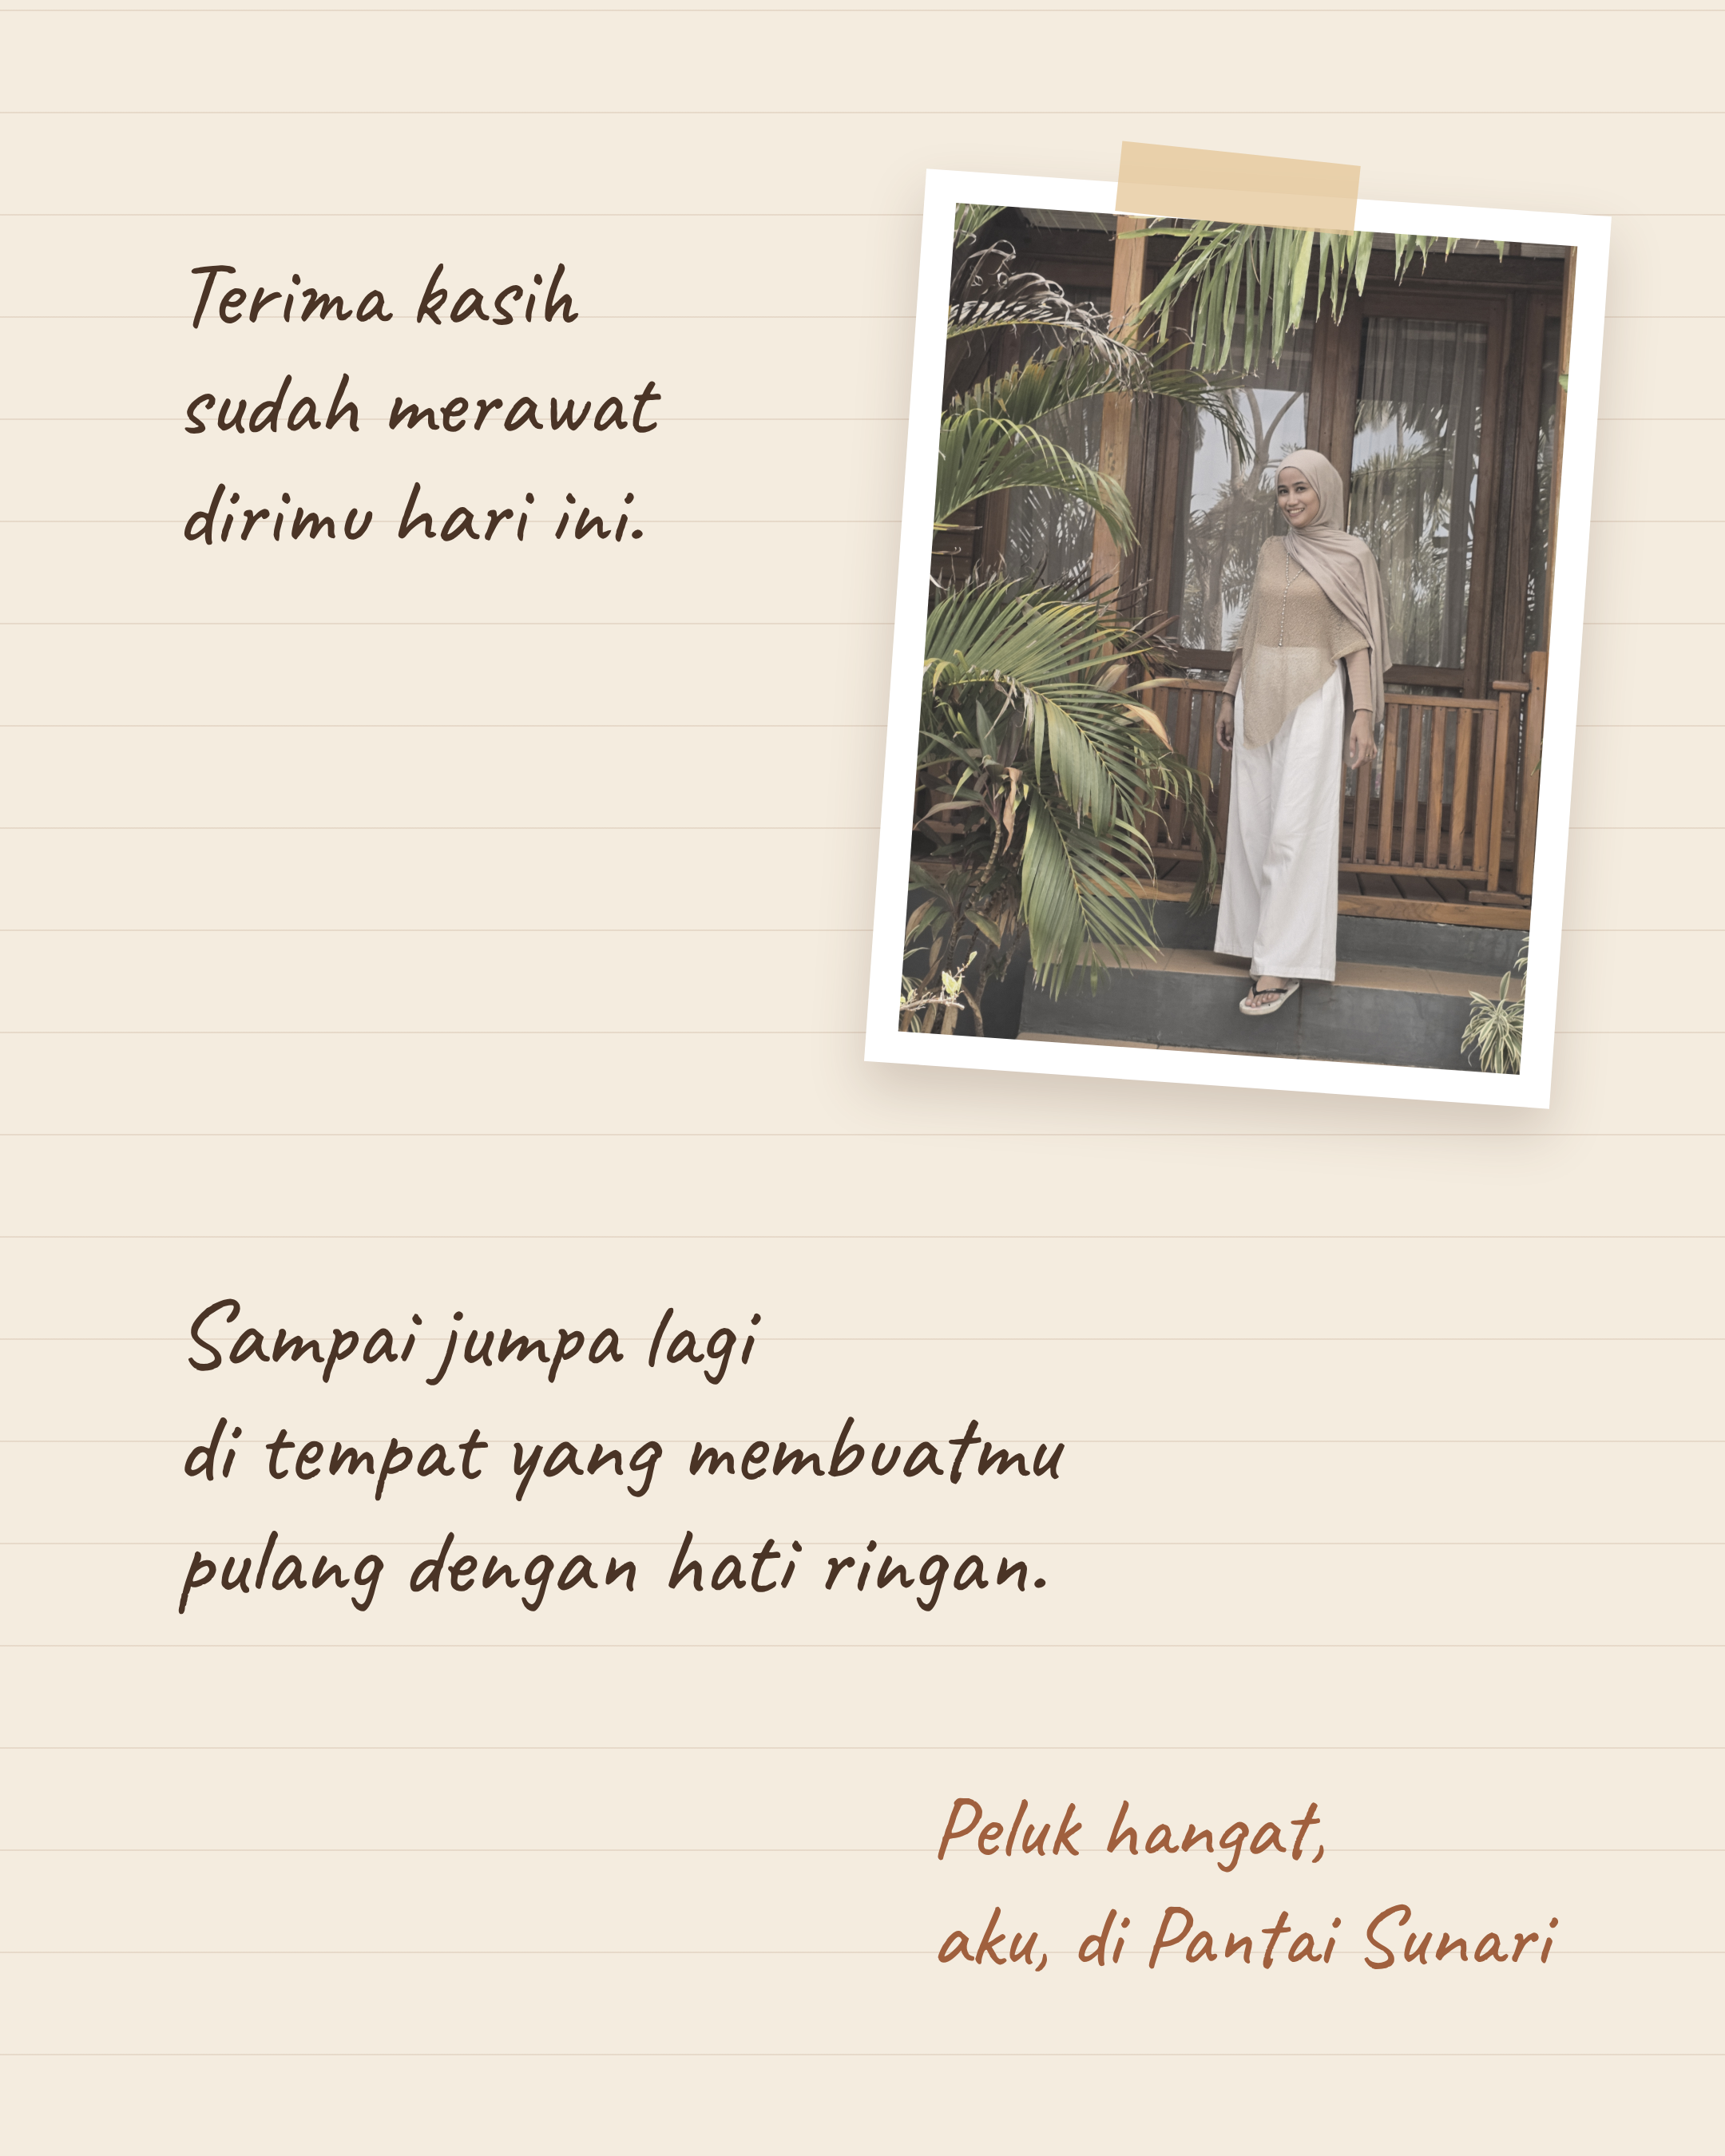 Terima kasih
sudah merawat
dirimu hari ini.
Sampai jumpa lagi
di tempat yang membuatmu
pulang dengan hati ringan.
Peluk hangat,
aku, di Pantai Sunari